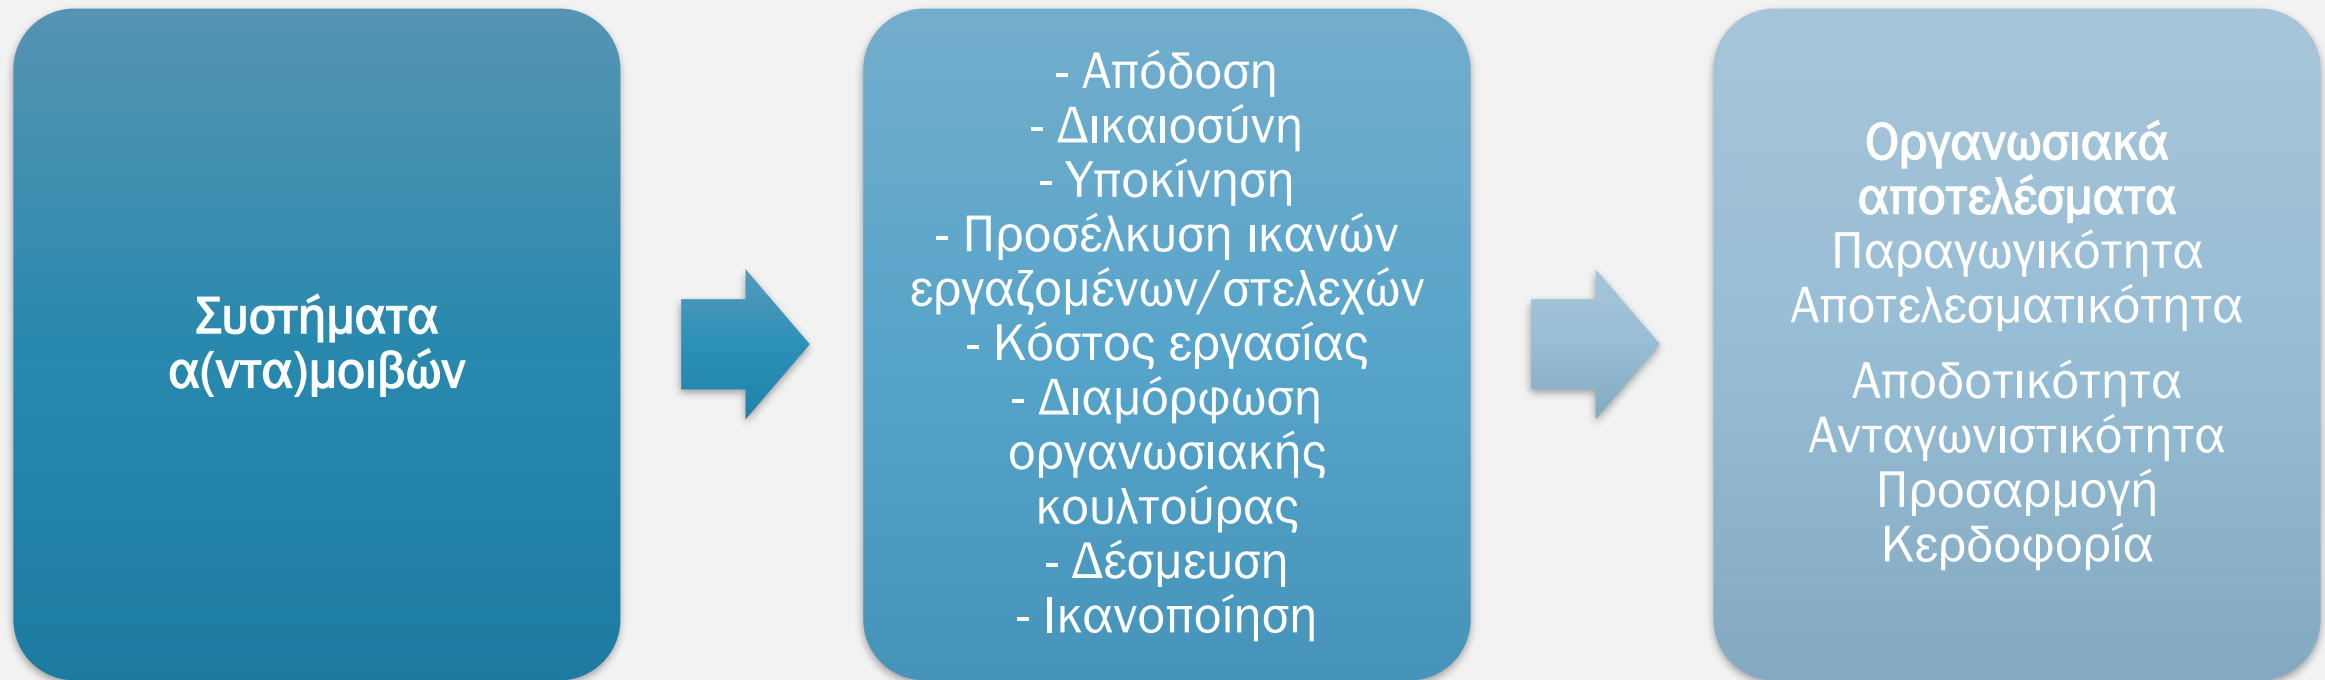 Συστήματα
α(ντα)μοιβών
- Απόδοση
- Δικαιοσύνη
- Υποκίνηση
- Προσέλκυση ικανών
εργαζομένων/στελεχών
- Κόστος εργασίας
- Διαμόρφωση
οργανωσιακής
κουλτούρας
- Δέσμευση
- Ικανοποίηση
Οργανωσιακά
αποτελέσματα
Παραγωγικότητα
Αποτελεσματικότητα
Αποδοτικότητα
Ανταγωνιστικότητα
Προσαρμογή
Κερδοφορία